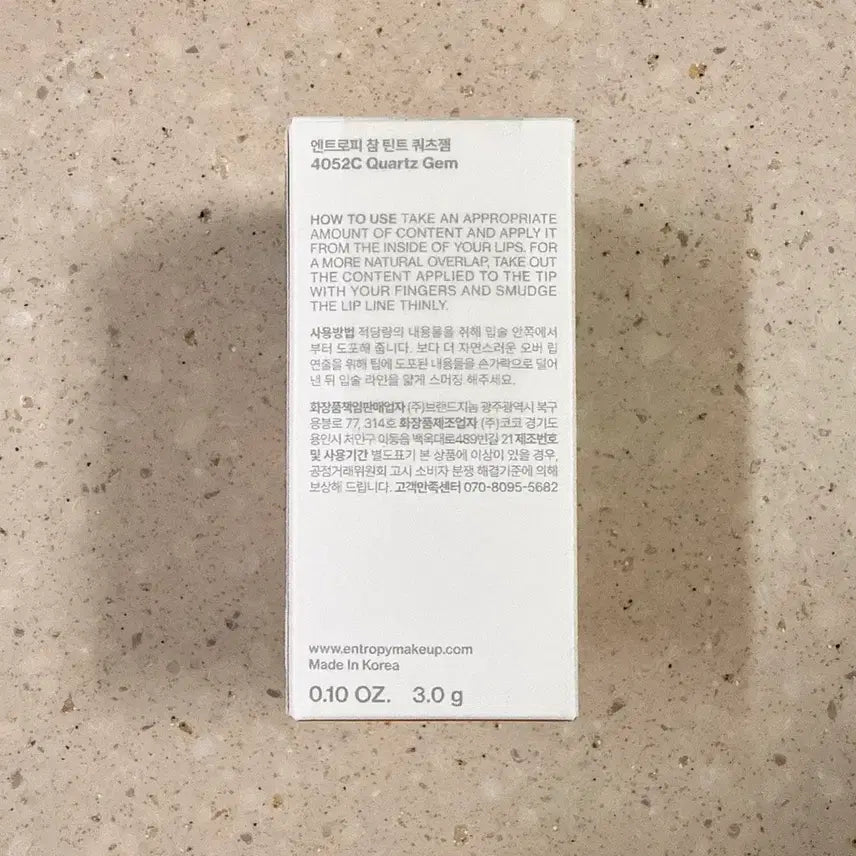 엔트로피 참 틴트 쿼츠잼
4052C Quartz Gem
HOW TO USE TAKE AN APPROPRIATE
AMOUNT OF CONTENT AND APPLY IT
FROM THE INSIDE OF YOUR LIPS. FOR
A MORE NATURAL OVERLAP, TAKE OUT
THE CONTENT APPLIED TO THE TIP
WITH YOUR FINGERS AND SMUDGE
THE LIP LINE THINLY.
사용방법 적당량의 내용물을 취해 입술 안쪽에서
부터 도포해 줍니다. 보다 더 자연스러운 오버 립
연출을 위해 팁에 도포된 내용물을 손가락으로 덜어
낸 뒤 입술 라인을 얇게 스머징 해주세요.
화장품책임판매업자 (주)브랜드지놈 광주광역시 북구
용봉로 77, 314호 화장품제조업자 (주)코코 경기도
용인시 처인구 이동읍 백옥대로489번길 21 제조번호
및 사용기간 별도표기 본 상품에 이상이 있을 경우,
공정거래위원회 고시 소비자 분쟁 해결기준에 의해
보상해 드립니다. 고객만족센터 070-8095-5682
www.entropymakeup.com
Made In Korea
0.10 OZ. 3.0 g